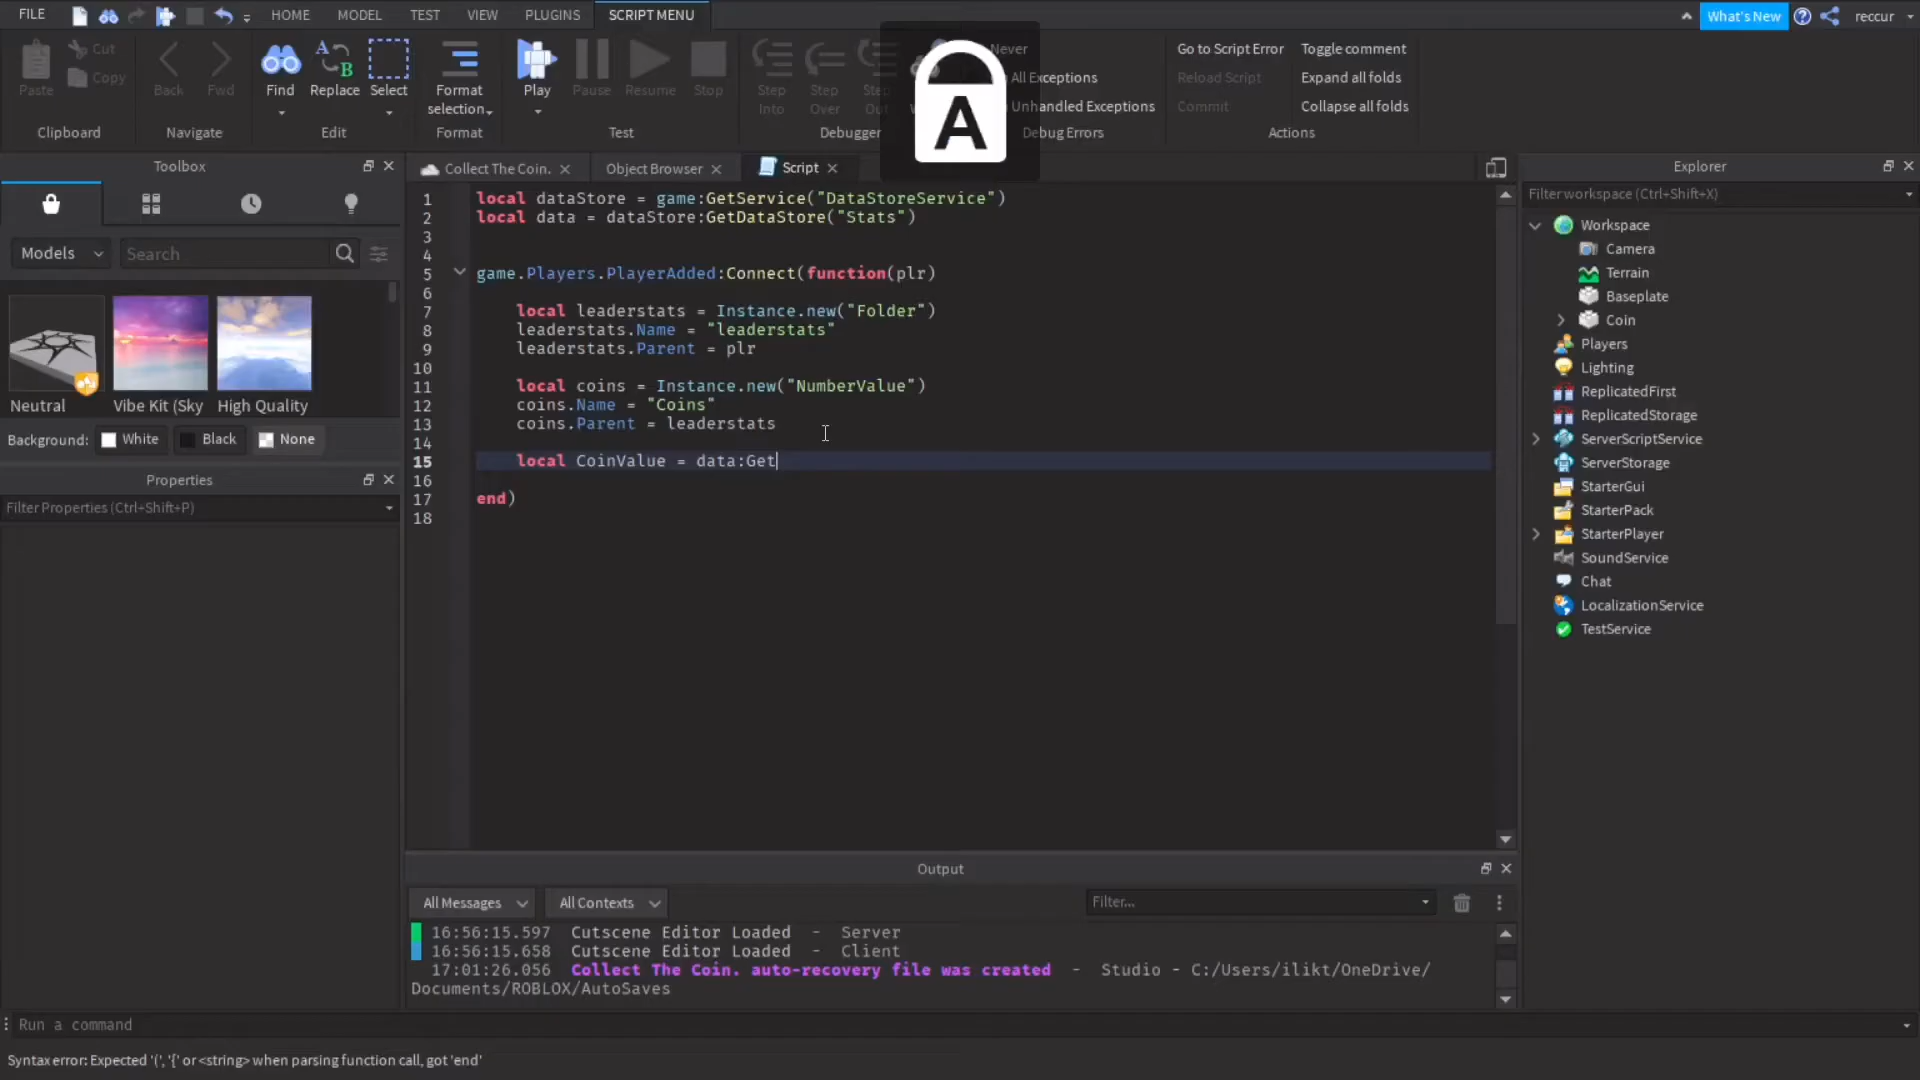 FILE HOME MODEL TEST VIEW PLUGINS SCRIPT MENU What's New reccur
Paste Cut Copy Back Fwd Find Replace Select Format selection Play Pause Resume Stop Step Into Step Over Never All Exceptions Unhandled Exceptions Go to Script Error Reload Script Commit Toggle comment Expand all folds Collapse all folds
Clipboard Navigate Edit Format Test Debugger Debug Errors Actions
A
Toolbox
Collect The Coin. Object Browser Script
Explorer
Models Search
Neutral Vibe Kit (Sky High Quality
Background: White Black None
Properties
Filter Properties (Ctrl+Shift+P)
1 local dataStore = game:GetService("DataStoreService")
2 local data = dataStore:GetDataStore("Stats")
3
4
5 game.Players.PlayerAdded:Connect(function(plr)
6
7 local leaderstats = Instance.new("Folder")
8 leaderstats.Name = "leaderstats"
9 leaderstats.Parent = plr
10
11 local coins = Instance.new("NumberValue")
12 coins.Name = "Coins"
13 coins.Parent = leaderstats
14
15 local CoinValue = data:Get
16
17 end)
18
Filter workspace (Ctrl+Shift+X)
Workspace
Camera
Terrain
Baseplate
Coin
Players
Lighting
ReplicatedFirst
ReplicatedStorage
ServerScriptService
ServerStorage
StarterGui
StarterPack
StarterPlayer
SoundService
Chat
LocalizationService
TestService
Output
All Messages All Contexts Filter...
16:56:15.597 Cutscene Editor Loaded - Server
16:56:15.658 Cutscene Editor Loaded - Client
17:01:26.056 Collect The Coin. auto-recovery file was created - Studio - C:/Users/ilikt/OneDrive/
Documents/ROBLOX/AutoSaves
Run a command
Syntax error: Expected '(', '{' or <string> when parsing function call, got 'end'